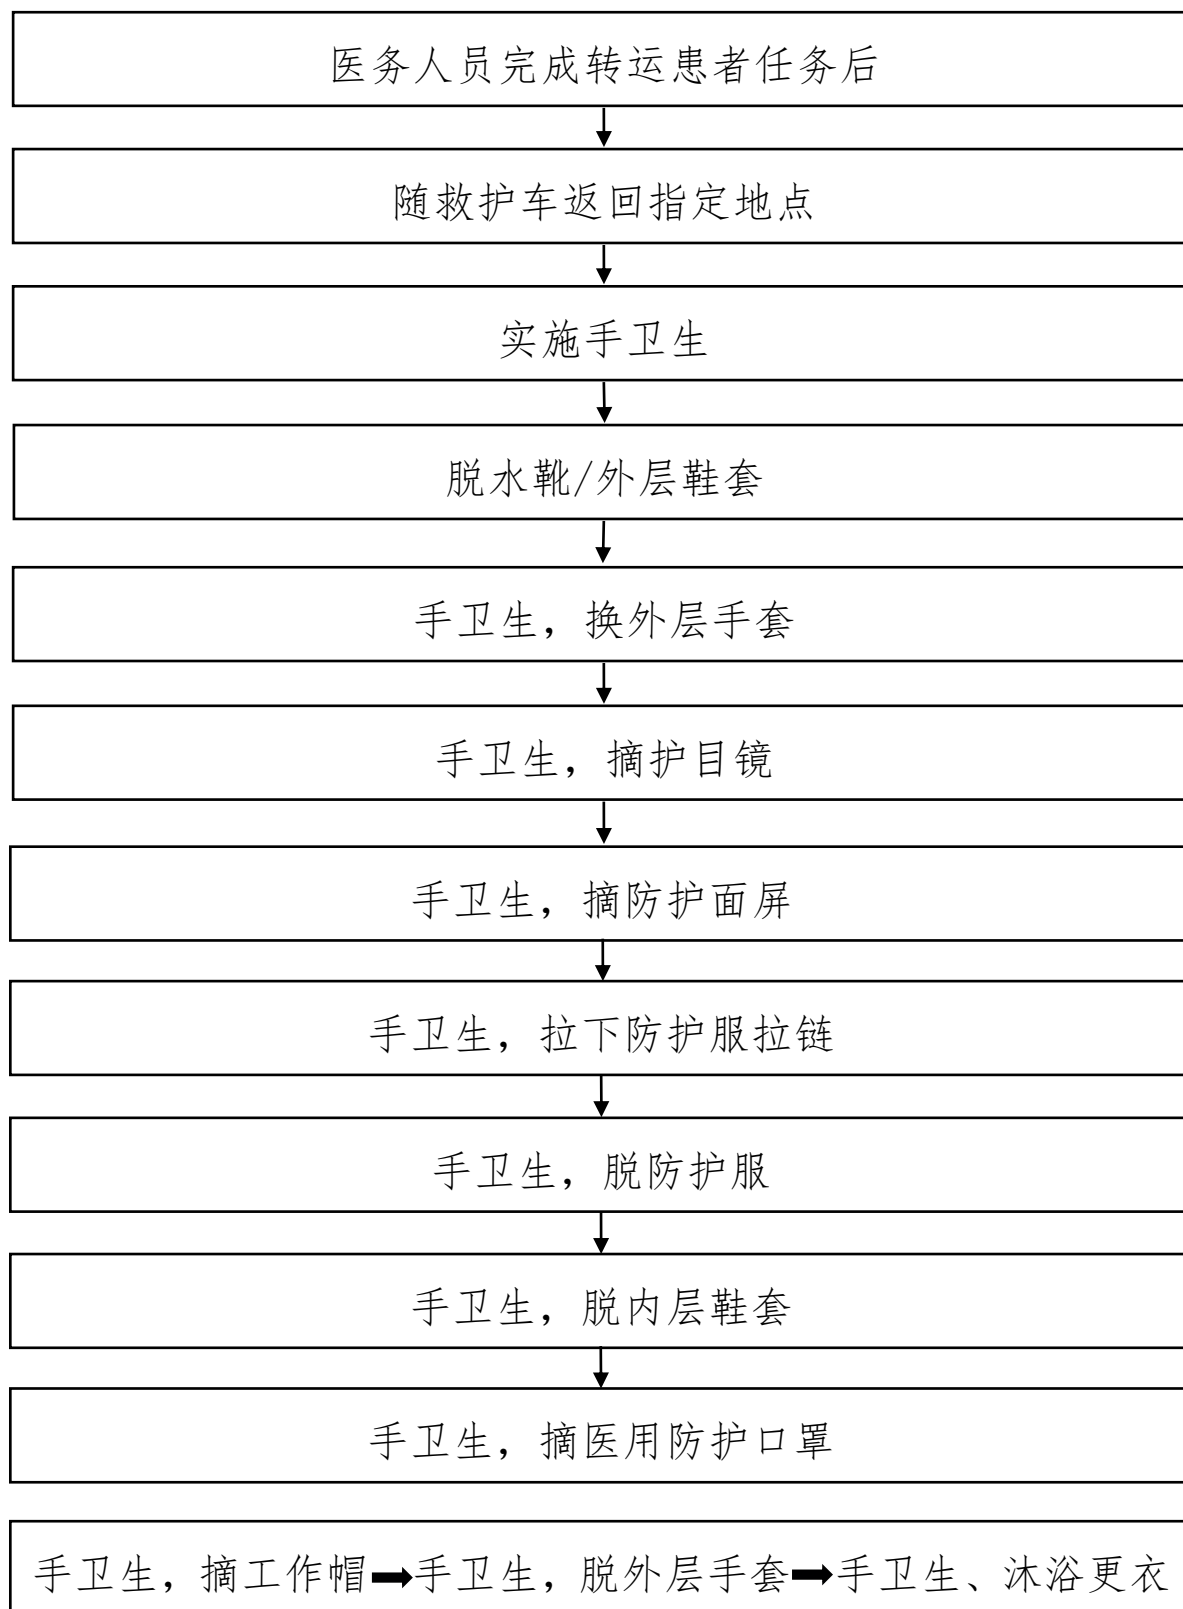 医务人员完成转运患者任务后
随救护车返回指定地点
实施手卫生
脱水靴/外层鞋套
手卫生，换外层手套
手卫生，摘护目镜
手卫生，摘防护面屏
手卫生，拉下防护服拉链
手卫生，脱防护服
手卫生，脱内层鞋套
手卫生，摘医用防护口罩
手卫生，摘工作帽➡手卫生，脱外层手套➡手卫生、沐浴更衣